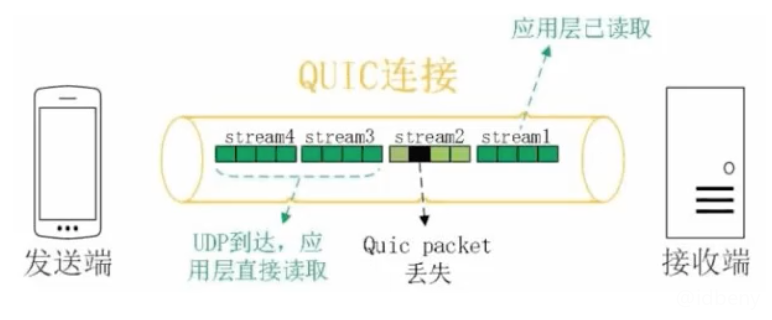 应用层已读取
QUIC连接
stream4 stream3 stream2 stream1
UDP到达，应
用层直接读取
Quic packet
丢失
发送端
接收端